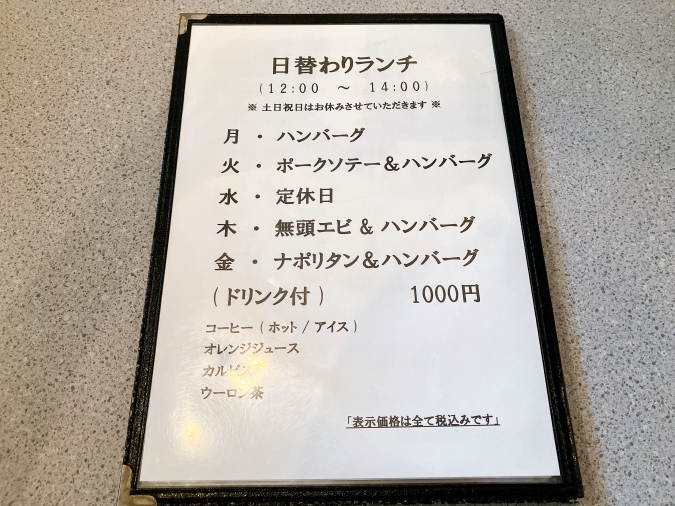 日替わりランチ
(12:00 ～ 14:00)
※ 土日祝日はお休みさせていただきます ※
月 ・ ハンバーグ
火 ・ ポークソテー＆ハンバーグ
水 ・ 定休日
木 ・ 無頭エビ & ハンバーグ
金 ・ ナポリタン＆ハンバーグ
(ドリンク付) 1000円
コーヒー (ホット / アイス)
オレンジジュース
カルピス
ウーロン茶
「表示価格は全て税込みです」